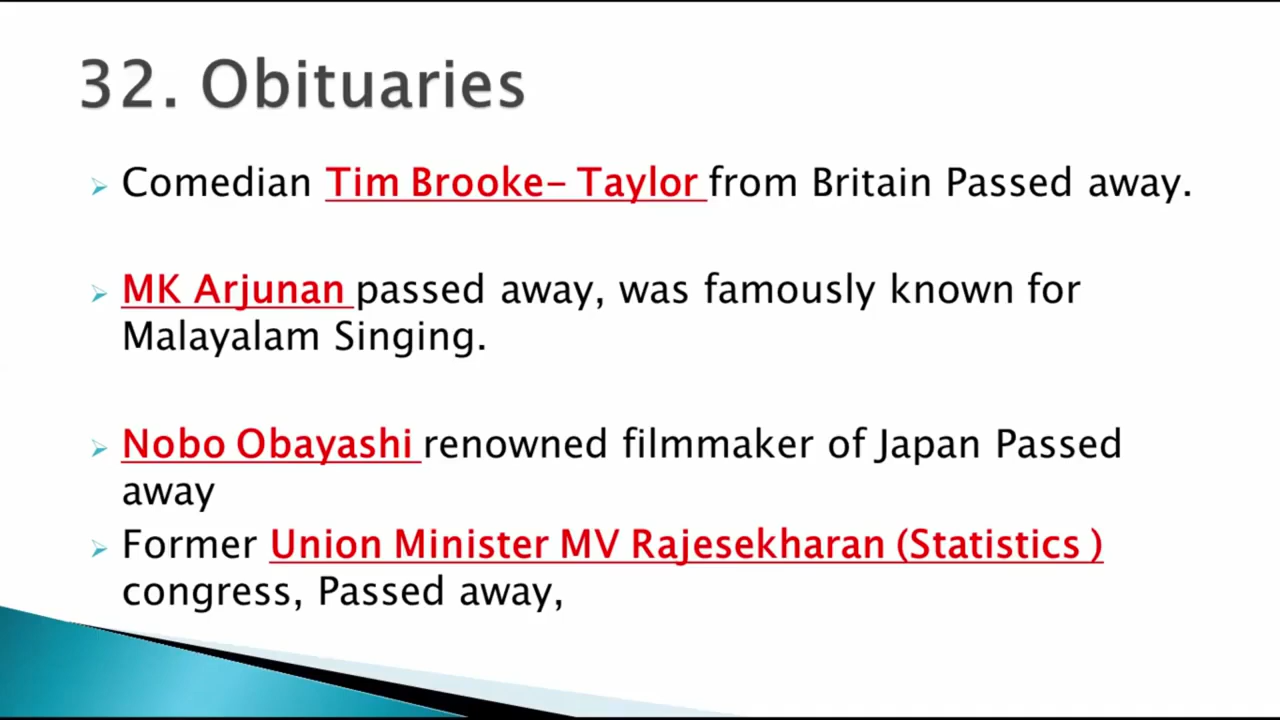 32. Obituaries
Comedian Tim Brooke- Taylor from Britain Passed away.
MK Arjunan passed away, was famously known for
Malayalam Singing.
Nobo Obayashi renowned filmmaker of Japan Passed
away
Former Union Minister MV Rajesekharan (Statistics )
congress, Passed away,